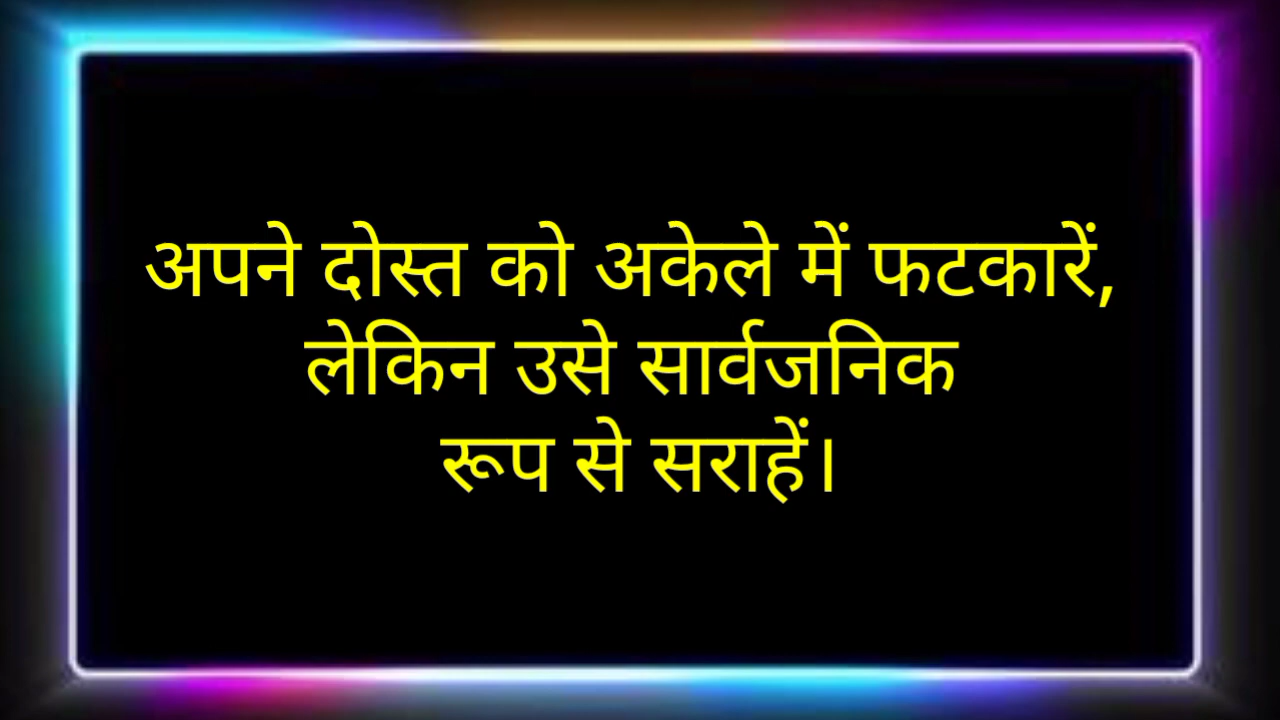 अपने दोस्त को अकेले में फटकारें,
लेकिन उसे सार्वजनिक
रूप से सराहें।